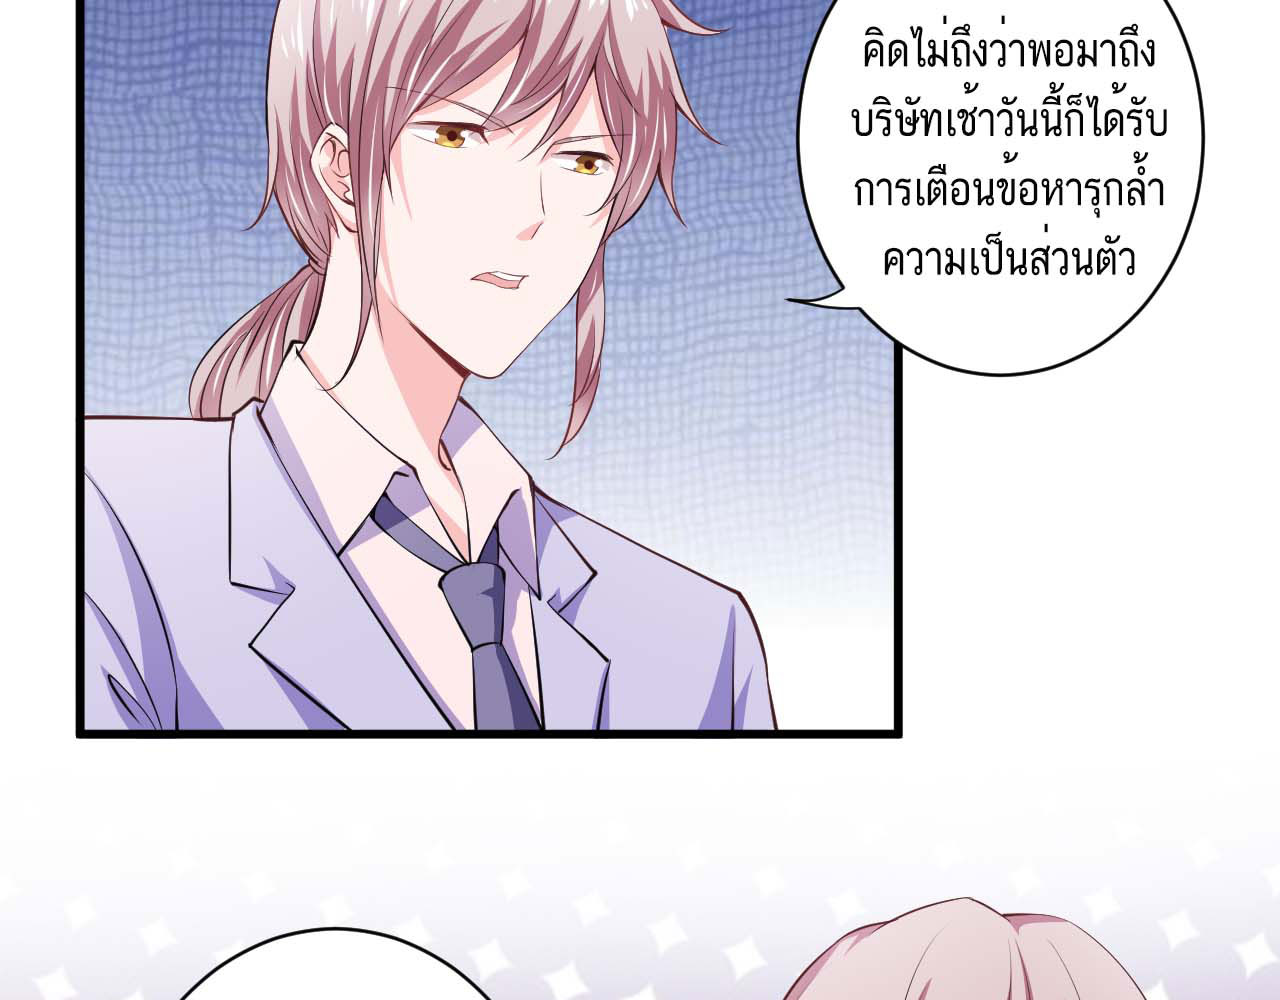 คิดไม่ถึงว่าพอมาถึง
บริษัทเช้าวันนี้ก็ได้รับ
การเตือนข้อหารุกล้ำ
ความเป็นส่วนตัว